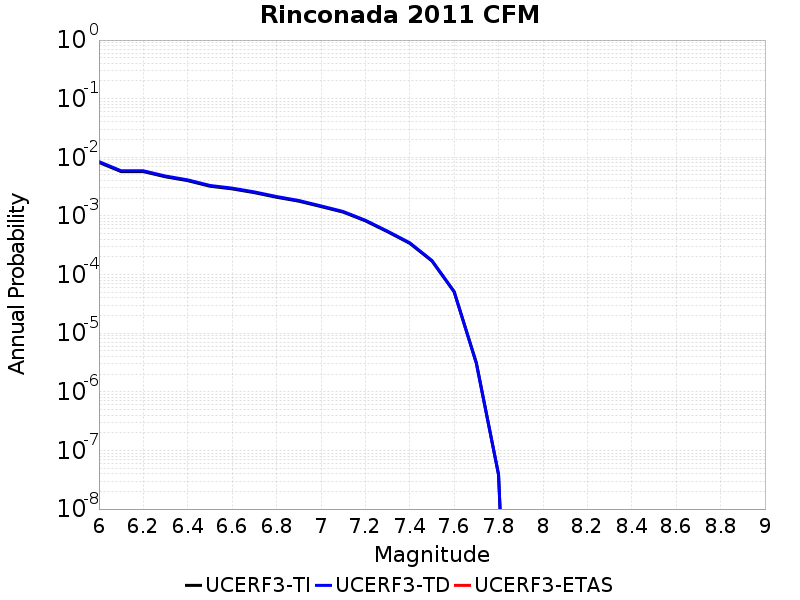 Rinconada 2011 CFM
10^0
10^-1
10^-2
10^-3
10^-4
10^-5
10^-6
10^-7
10^-8
Annual Probability
6 6.2 6.4 6.6 6.8 7 7.2 7.4 7.6 7.8 8 8.2 8.4 8.6 8.8 9
Magnitude
UCERF3-TI UCERF3-TD UCERF3-ETAS